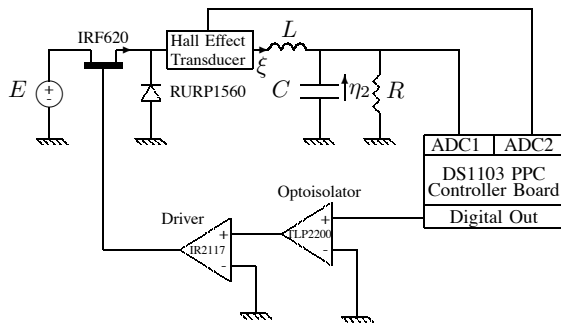 IRF620
Hall Effect
Transducer
L
ξ
E
+
-
RURP1560
C
η2
R
ADC1
ADC2
DS1103 PPC
Controller Board
Digital Out
Optoisolator
TLP2200
+
-
Driver
IR2117
+
-